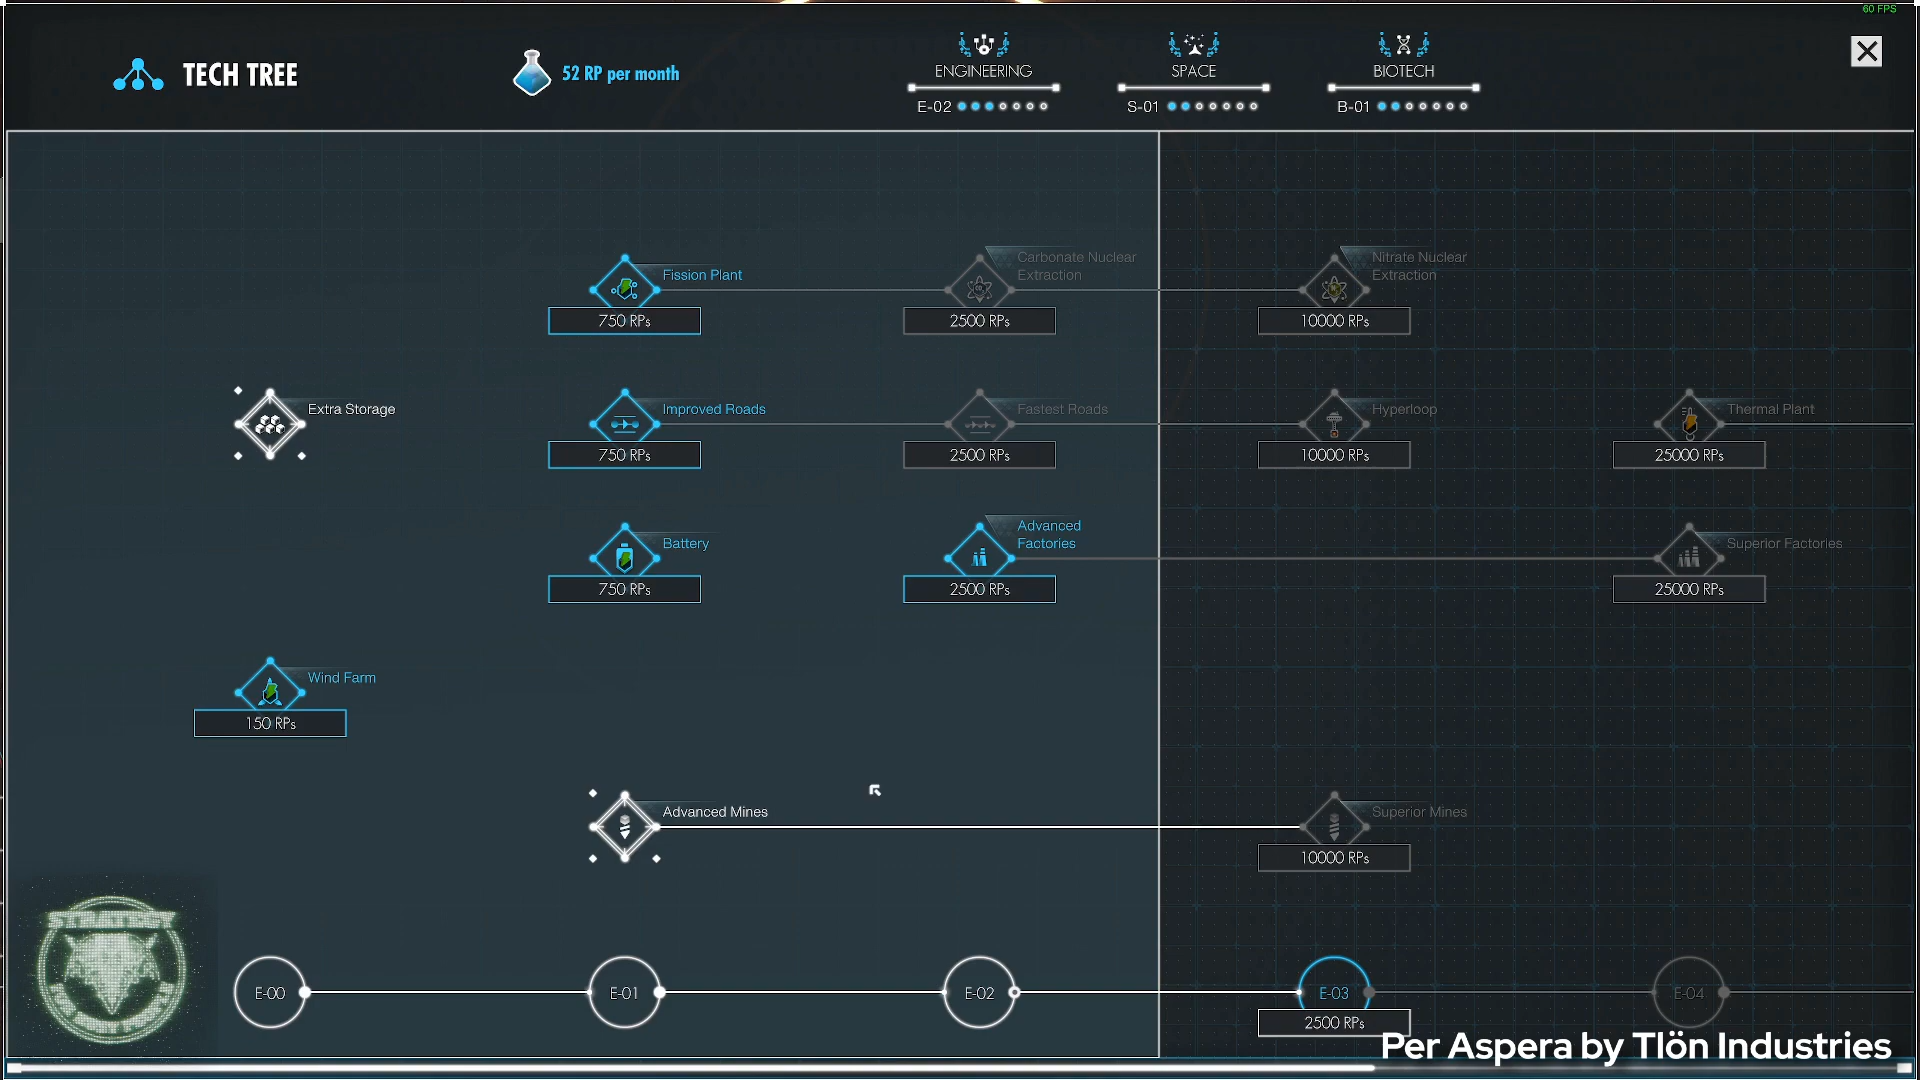 60 FPS
TECH TREE
52 RP per month
ENGINEERING
E-02
SPACE
S-01
BIOTECH
B-01
Fission Plant
750 RPs
Carbonate Nuclear
Extraction
2500 RPs
Nitrate Nuclear
Extraction
10000 RPs
Extra Storage
Improved Roads
750 RPs
Fastest Roads
2500 RPs
Hyperloop
10000 RPs
Thermal Plant
25000 RPs
Battery
750 RPs
Advanced
Factories
2500 RPs
Superior Factories
25000 RPs
Wind Farm
150 RPs
Advanced Mines
Superior Mines
10000 RPs
STRATEGY
E-00
E-01
E-02
E-03
2500 RPs
E-04
Per Aspera by Tlön Industries